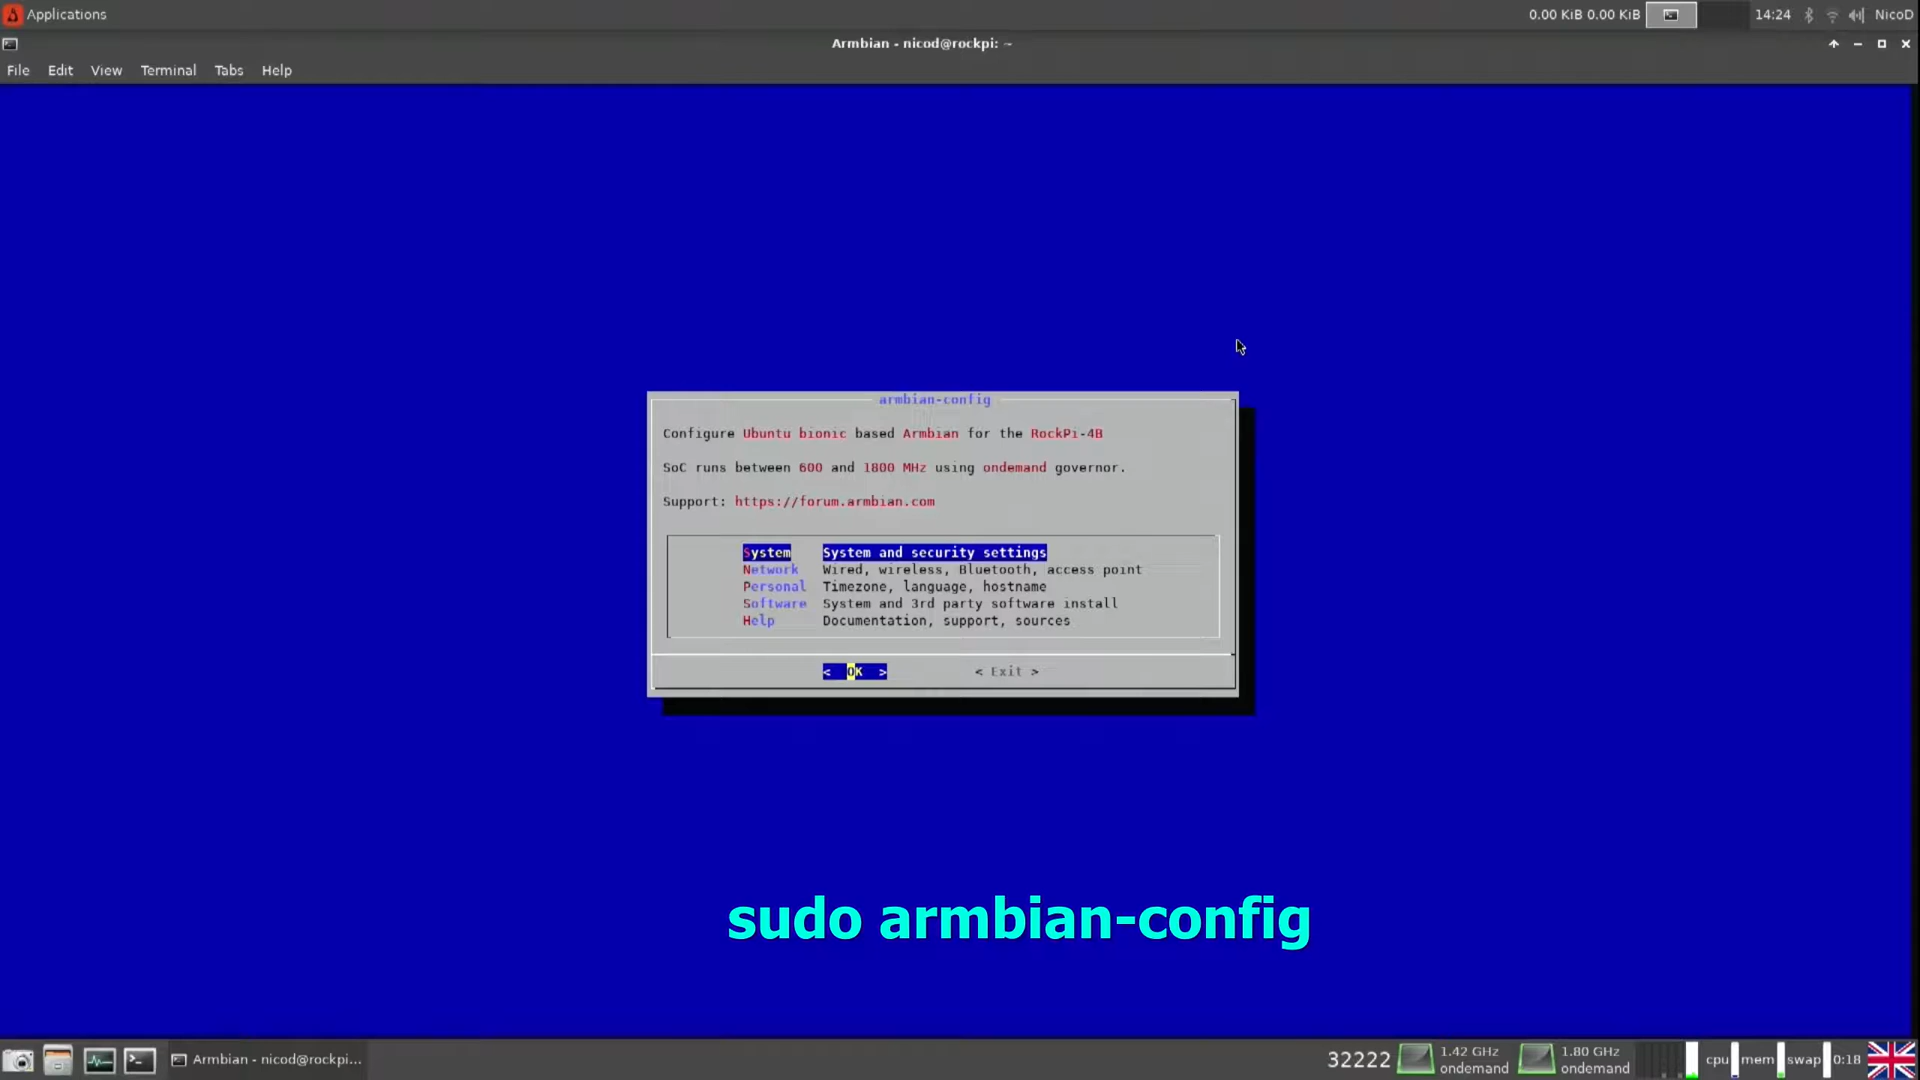 Applications
0.00 KiB 0.00 KiB 14:24 NicoD
Armbian - nicod@rockpi: ~
File Edit View Terminal Tabs Help
armbian-config
Configure Ubuntu bionic based Armbian for the RockPi-4B
SoC runs between 600 and 1800 MHz using ondemand governor.
Support: https://forum.armbian.com
System System and security settings
Network Wired, wireless, Bluetooth, access point
Personal Timezone, language, hostname
Software System and 3rd party software install
Help Documentation, support, sources
< OK > < Exit >
sudo armbian-config
Armbian - nicod@rockpi...
32222
1.42 GHz
ondemand
1.80 GHz
ondemand
cpu mem swap 0:18